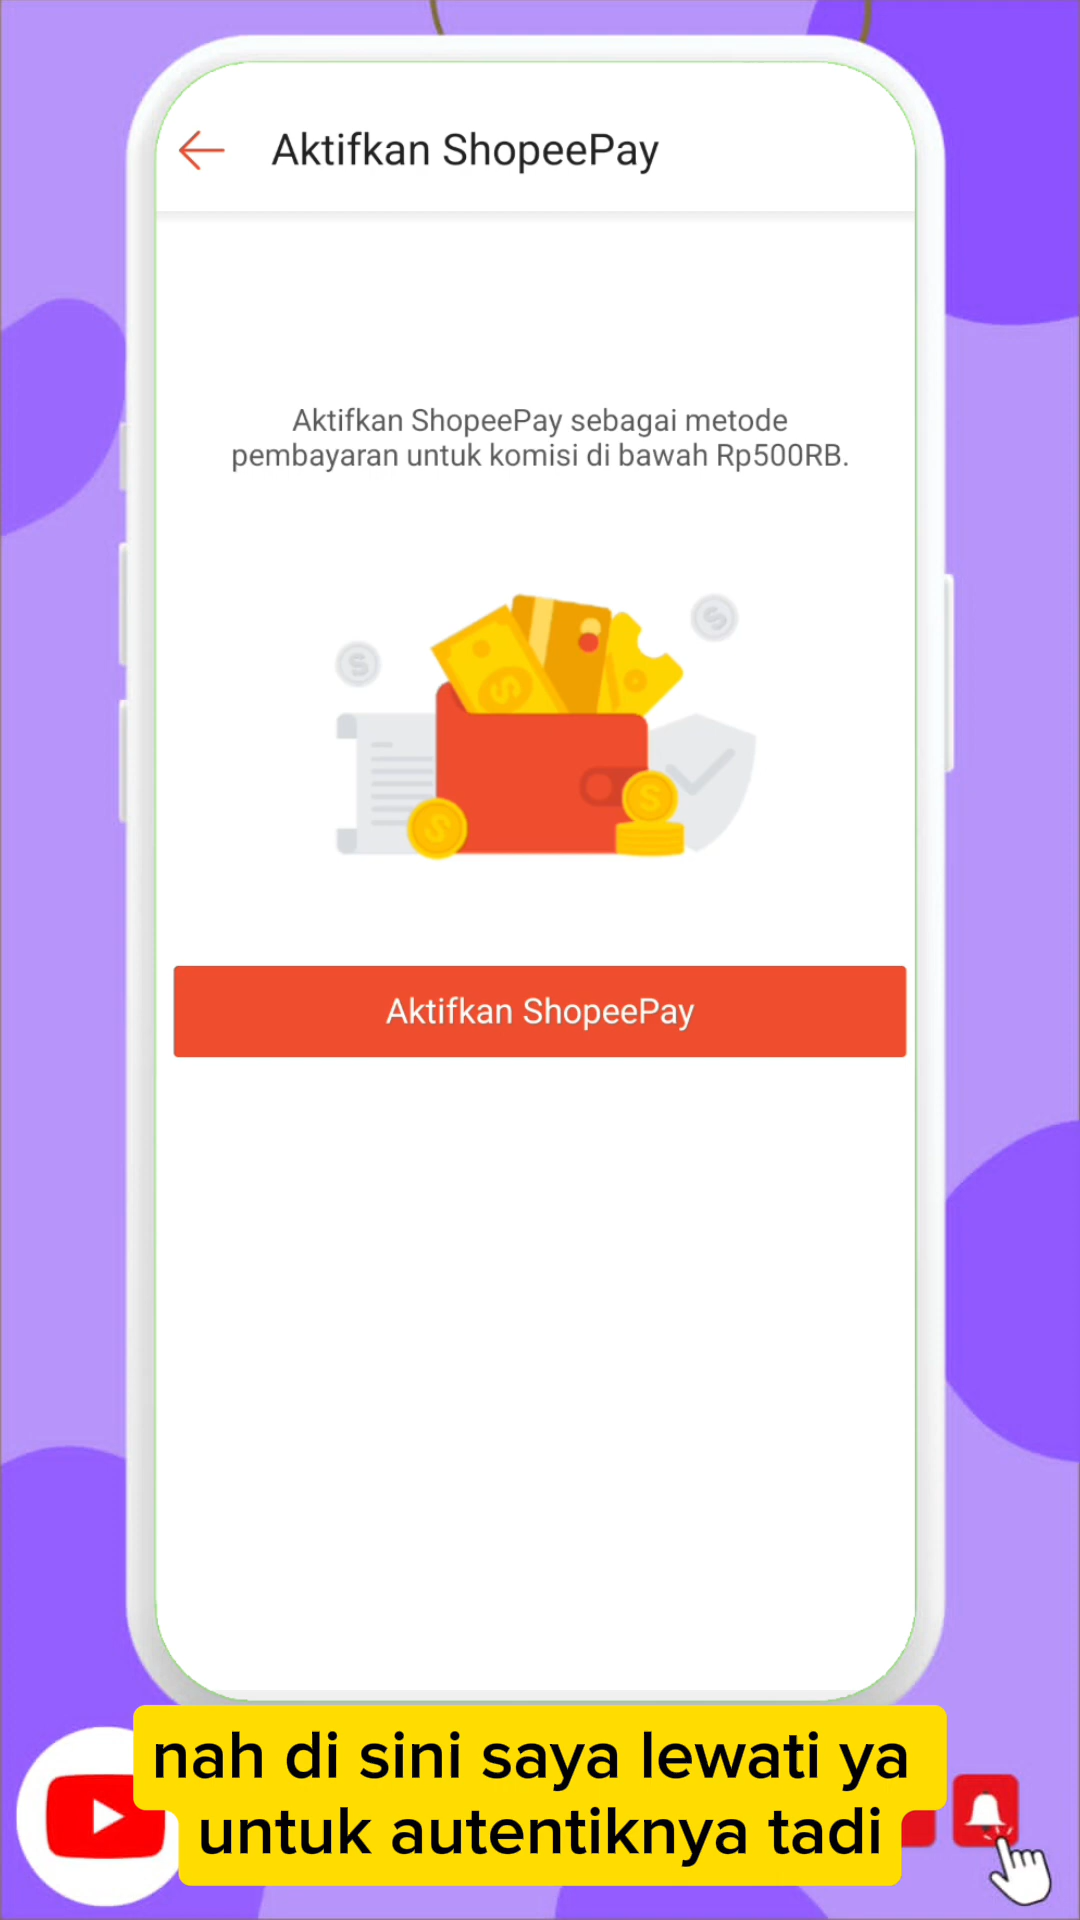 Aktifkan ShopeePay
Aktifkan ShopeePay sebagai metode
pembayaran untuk komisi di bawah Rp500RB.
Aktifkan ShopeePay
nah di sini saya lewati ya
untuk autentiknya tadi